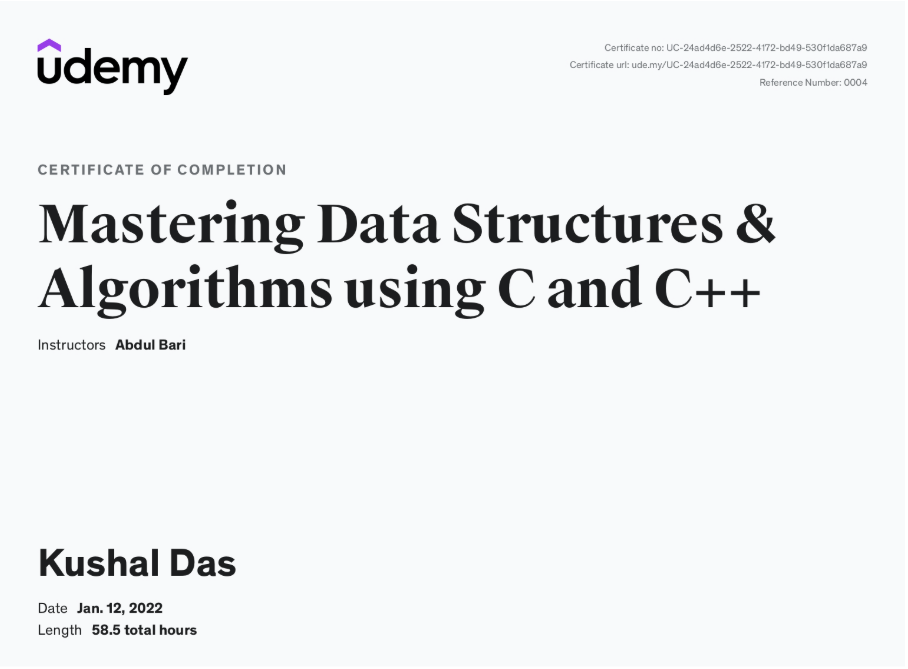 udemy
Certificate no: UC-24ad4d6e-2522-4172-bd49-530f1da687a9
Certificate url: ude.my/UC-24ad4d6e-2522-4172-bd49-530f1da687a9
Reference Number: 0004
CERTIFICATE OF COMPLETION
Mastering Data Structures &
Algorithms using C and C++
Instructors Abdul Bari
Kushal Das
Date Jan. 12, 2022
Length 58.5 total hours